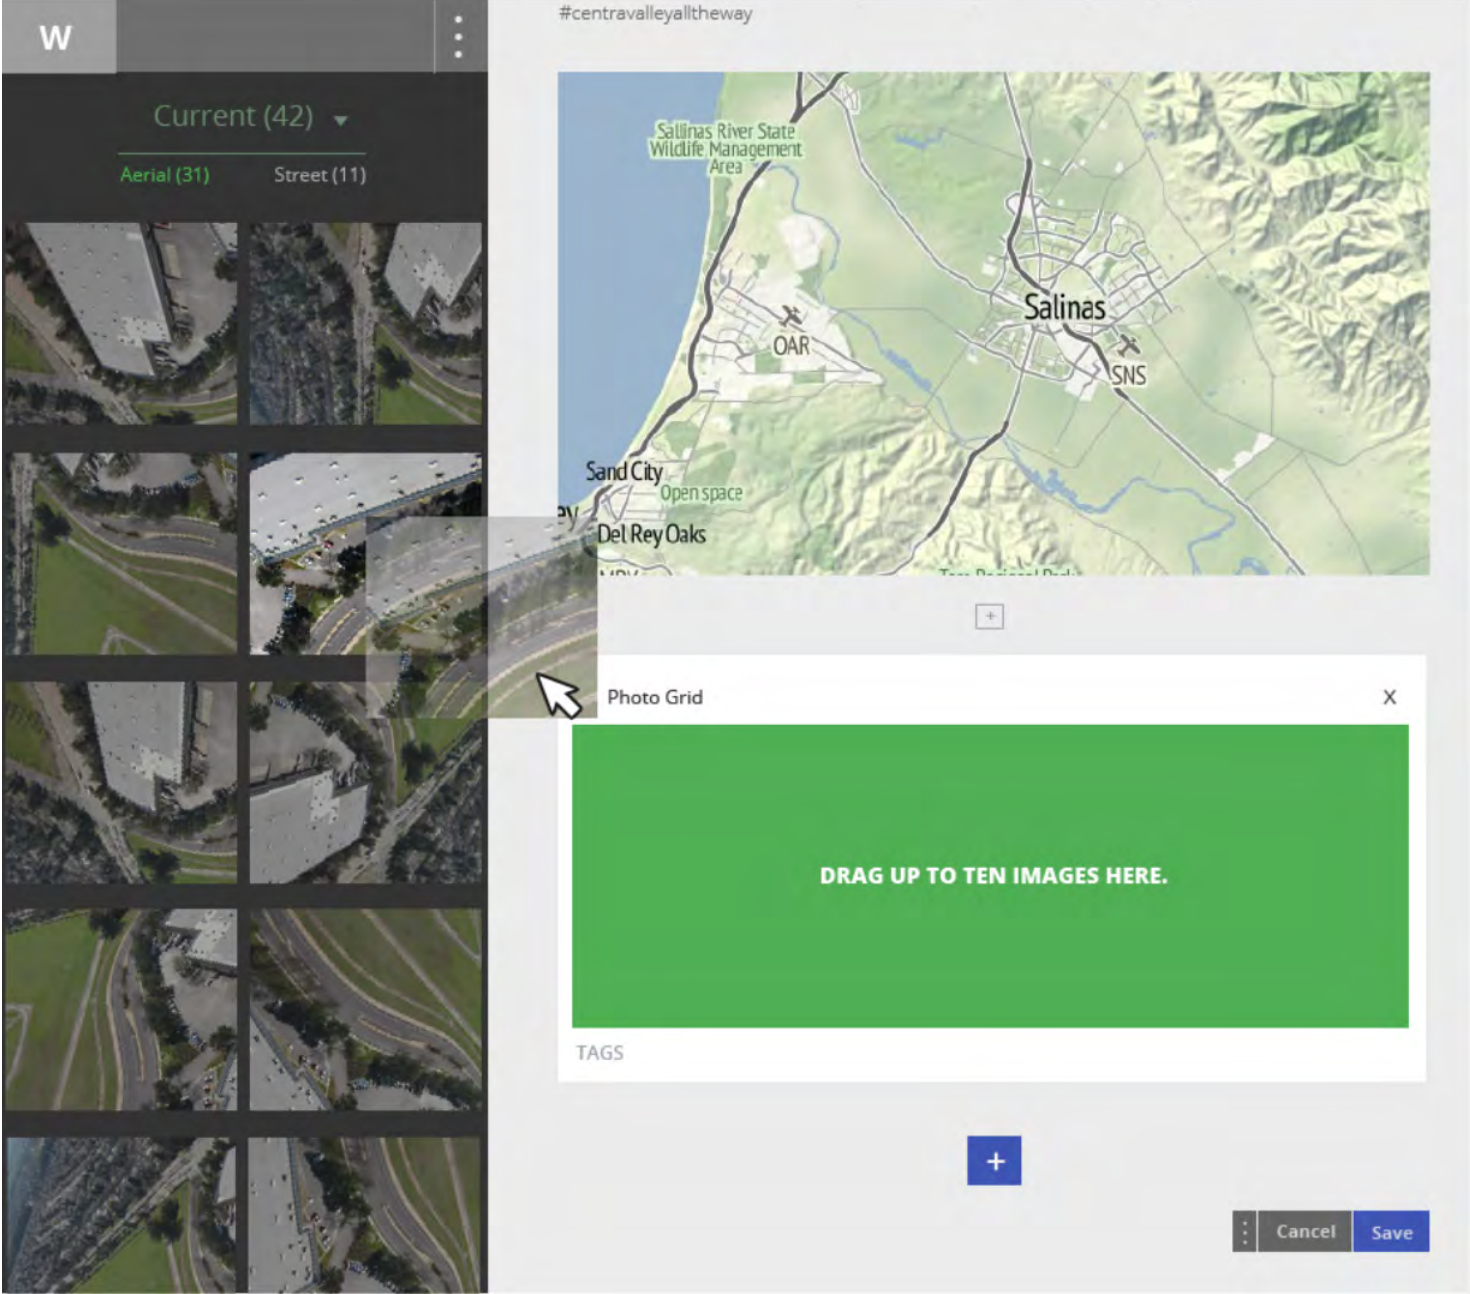 W
Current (42)
Aerial (31)
Street (11)
#centravalleyalltheway
Sallinas River State
Wildlife Management
Area
Salinas
OAR
SNS
Sand City
Open space
Del Rey Oaks
Photo Grid
X
DRAG UP TO TEN IMAGES HERE.
TAGS
+
Cancel
Save